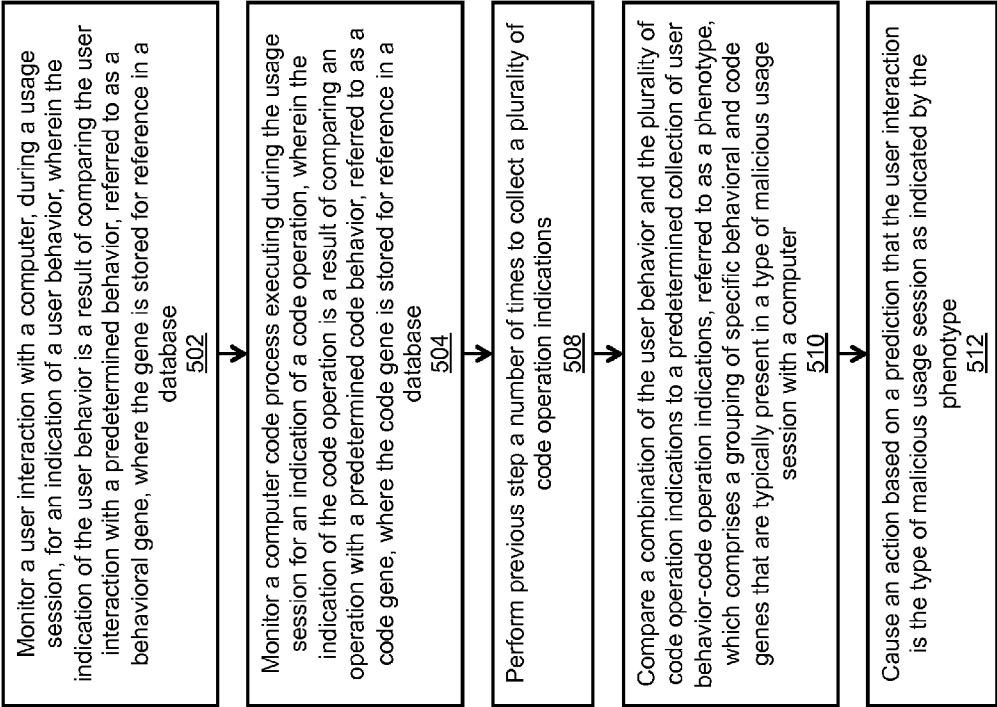 Monitor a user interaction with a computer, during a usage
session, for an indication of a user behavior, wherein the
indication of the user behavior is a result of comparing the user
interaction with a predetermined behavior, referred to as a
behavioral gene, where the gene is stored for reference in a
database
502
Monitor a computer code process executing during the usage
session for an indication of a code operation, wherein the
indication of the code operation is a result of comparing an
operation with a predetermined code behavior, referred to as a
code gene, where the code gene is stored for reference in a
database
504
Perform previous step a number of times to collect a plurality of
code operation indications
508
Compare a combination of the user behavior and the plurality of
code operation indications to a predetermined collection of user
behavior-code operation indications, referred to as a phenotype,
which comprises a grouping of specific behavioral and code
genes that are typically present in a type of malicious usage
session with a computer
510
Cause an action based on a prediction that the user interaction
is the type of malicious usage session as indicated by the
phenotype
512